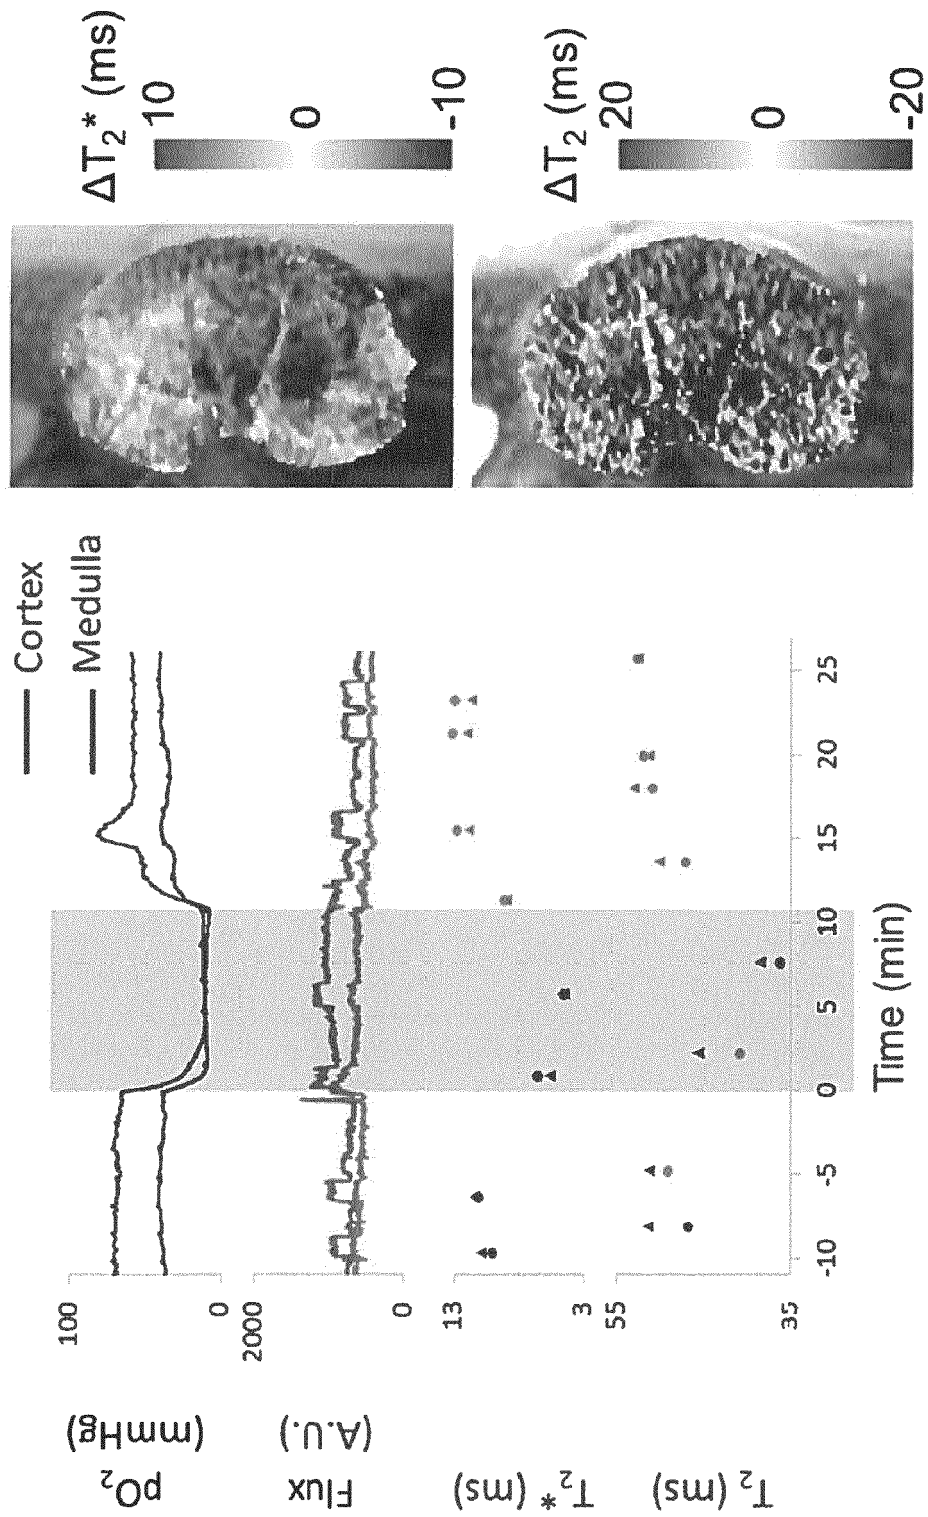 Cortex
Medulla
pO2
(mmHg)
100
0
Flux
(A.U.)
2000
0
T2* (ms)
13
3
T2 (ms)
55
35
-10
-5
0
5
10
15
20
25
Time (min)
ΔT2* (ms)
10
0
-10
ΔT2 (ms)
20
0
-20